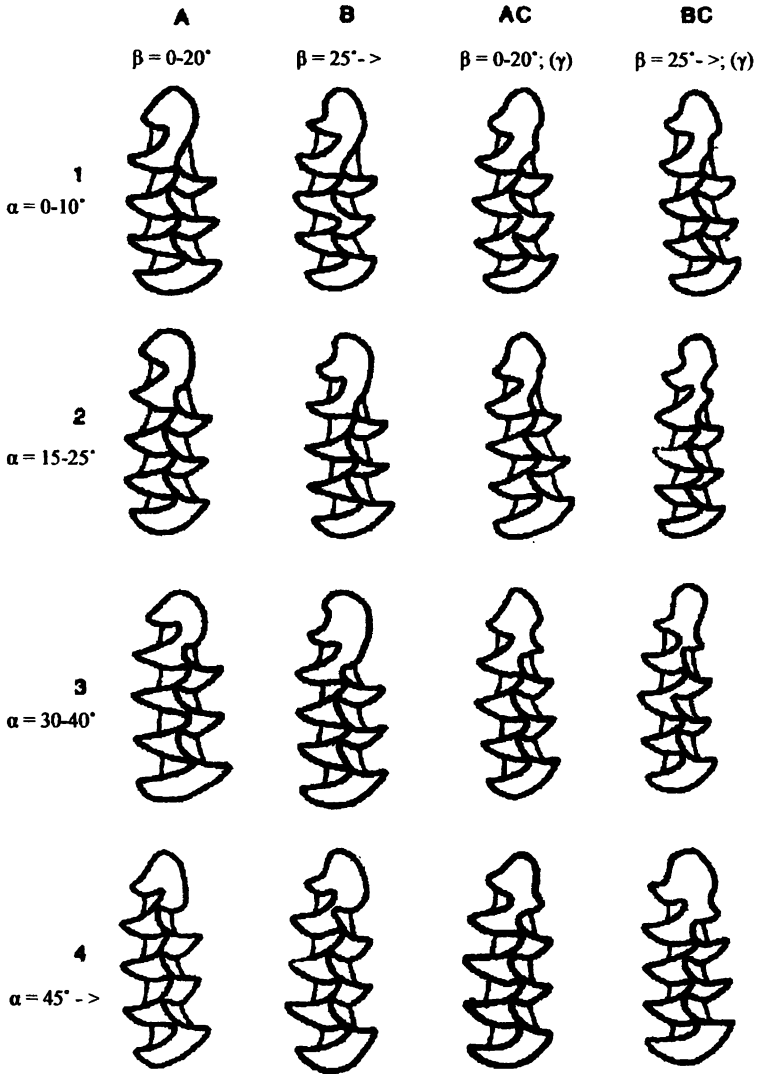 A B AC BC
β = 0-20° β = 25°- > β = 0-20°; (γ) β = 25°- >; (γ)
1
α = 0-10°
2
α = 15-25°
3
α = 30-40°
4
α = 45° - >